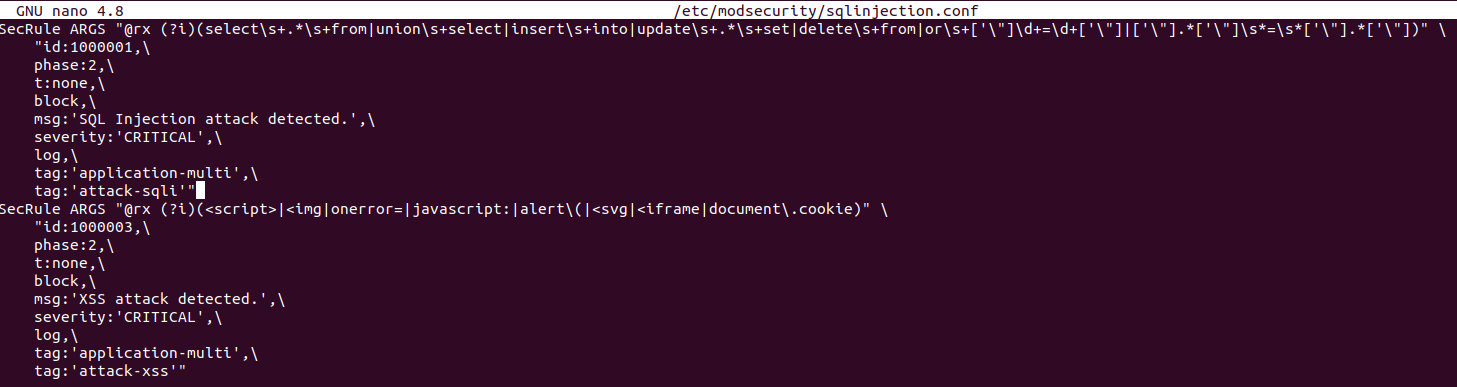 GNU nano 4.8 /etc/modsecurity/sqlinjection.conf
SecRule ARGS "@rx (?i)(select\s+.*\s+from|union\s+select|insert\s+into|update\s+.*\s+set|delete\s+from|or\s+['\"]\d+=\d+['\"]|['\"].*['\"]\s*=\s*['\"].*['\"])" \
    "id:1000001,\
    phase:2,\
    t:none,\
    block,\
    msg:'SQL Injection attack detected.',\
    severity:'CRITICAL',\
    log,\
    tag:'application-multi',\
    tag:'attack-sqli'"
SecRule ARGS "@rx (?i)(<script>|<img|onerror=|javascript:|alert\(|<svg|<iframe|document\.cookie)" \
    "id:1000003,\
    phase:2,\
    t:none,\
    block,\
    msg:'XSS attack detected.',\
    severity:'CRITICAL',\
    log,\
    tag:'application-multi',\
    tag:'attack-xss'"